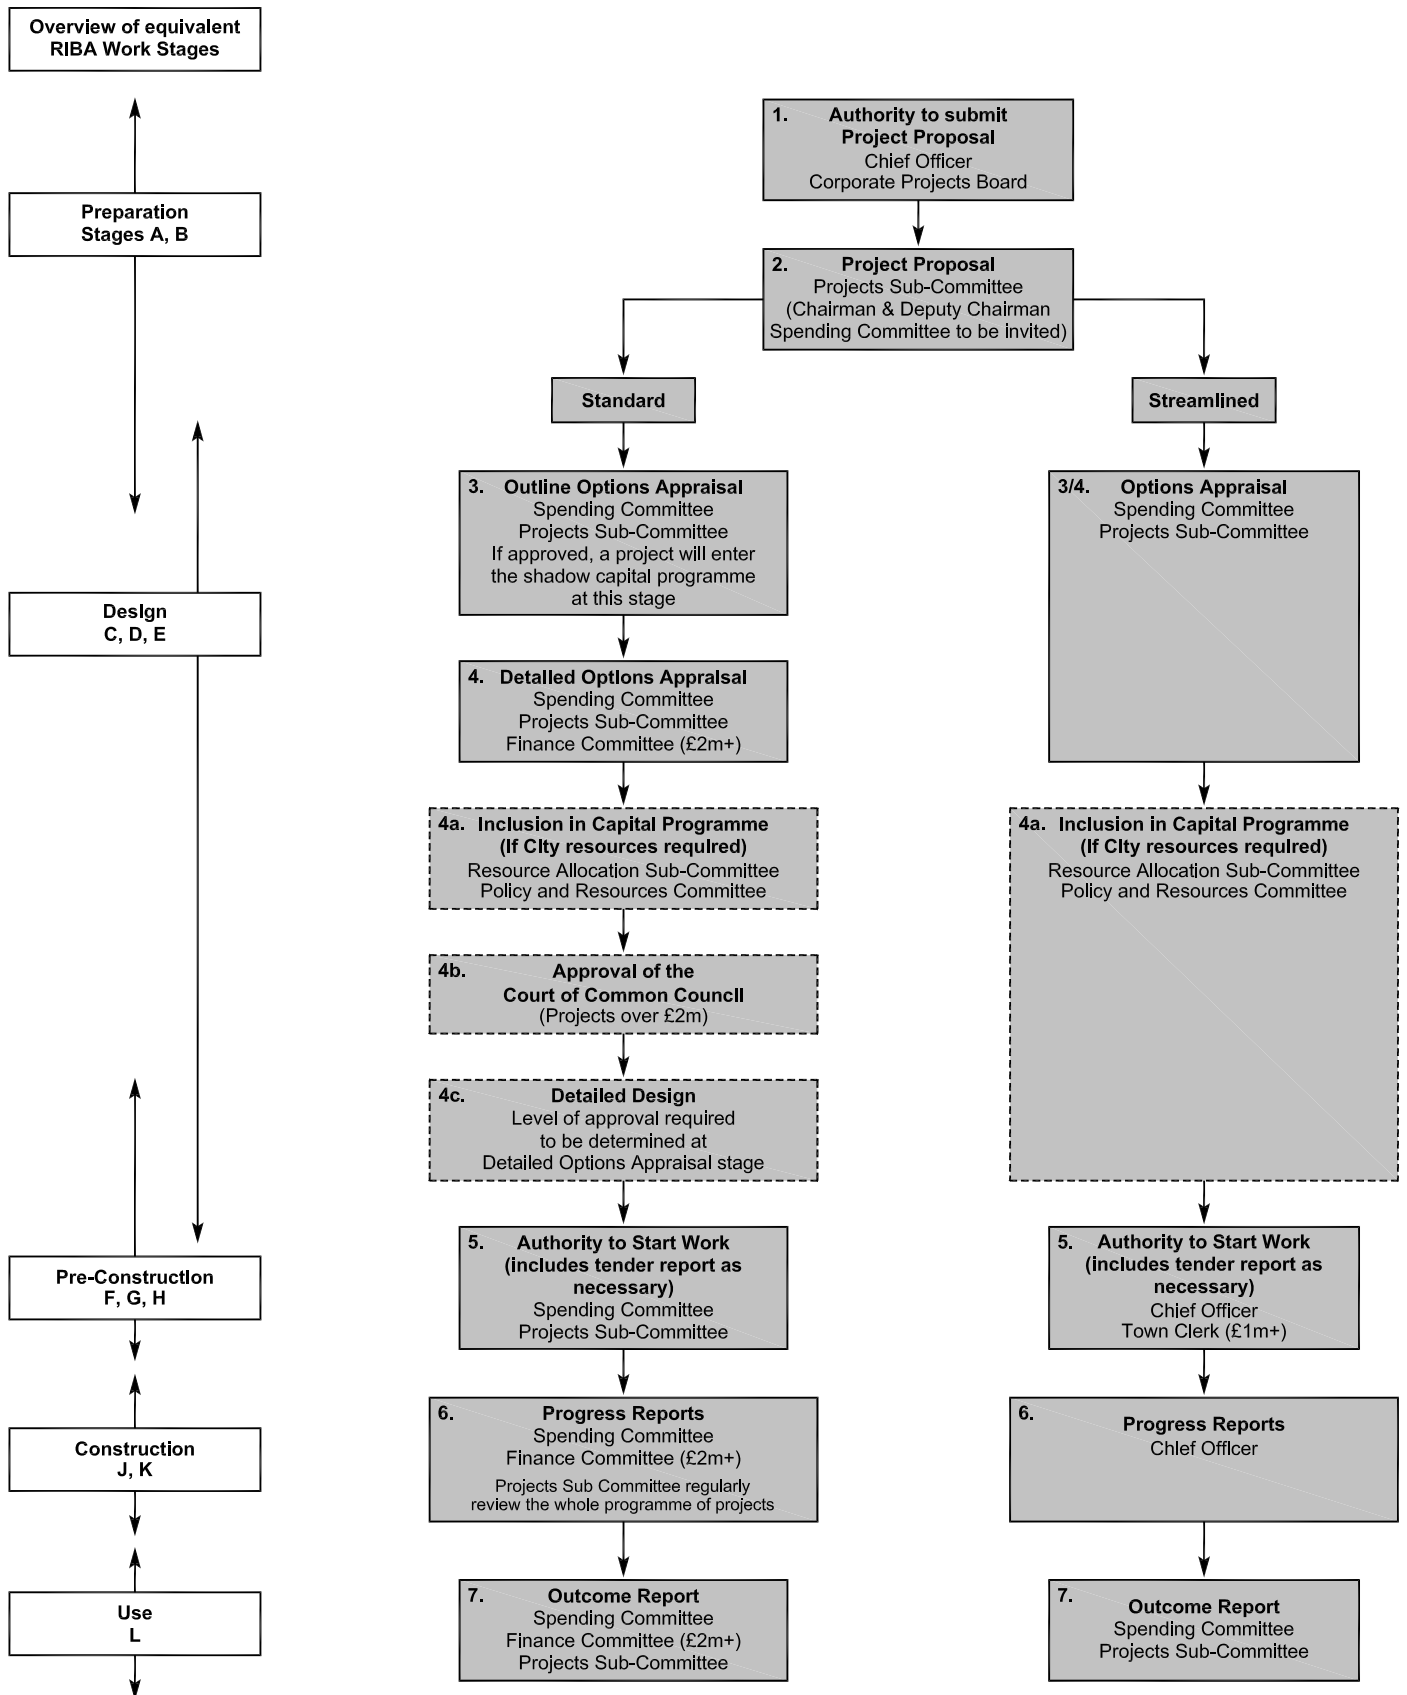 Overview of equivalent
RIBA Work Stages
Preparation
Stages A, B
Design
C, D, E
Pre-Construction
F, G, H
Construction
J, K
Use
L
1. Authority to submit
Project Proposal
Chief Officer
Corporate Projects Board
2. Project Proposal
Projects Sub-Committee
(Chairman & Deputy Chairman
Spending Committee to be invited)
Standard
3. Outline Options Appraisal
Spending Committee
Projects Sub-Committee
If approved, a project will enter
the shadow capital programme
at this stage
4. Detailed Options Appraisal
Spending Committee
Projects Sub-Committee
Finance Committee (£2m+)
4a. Inclusion in Capital Programme
(If City resources required)
Resource Allocation Sub-Committee
Policy and Resources Committee
4b. Approval of the
Court of Common Council
(Projects over £2m)
4c. Detailed Design
Level of approval required
to be determined at
Detailed Options Appraisal stage
5. Authority to Start Work
(includes tender report as
necessary)
Spending Committee
Projects Sub-Committee
6. Progress Reports
Spending Committee
Finance Committee (£2m+)
Projects Sub Committee regularly
review the whole programme of projects
7. Outcome Report
Spending Committee
Finance Committee (£2m+)
Projects Sub-Committee
Streamlined
3/4. Options Appraisal
Spending Committee
Projects Sub-Committee
4a. Inclusion in Capital Programme
(If City resources required)
Resource Allocation Sub-Committee
Policy and Resources Committee
5. Authority to Start Work
(includes tender report as
necessary)
Chief Officer
Town Clerk (£1m+)
6. Progress Reports
Chief Officer
7. Outcome Report
Spending Committee
Projects Sub-Committee